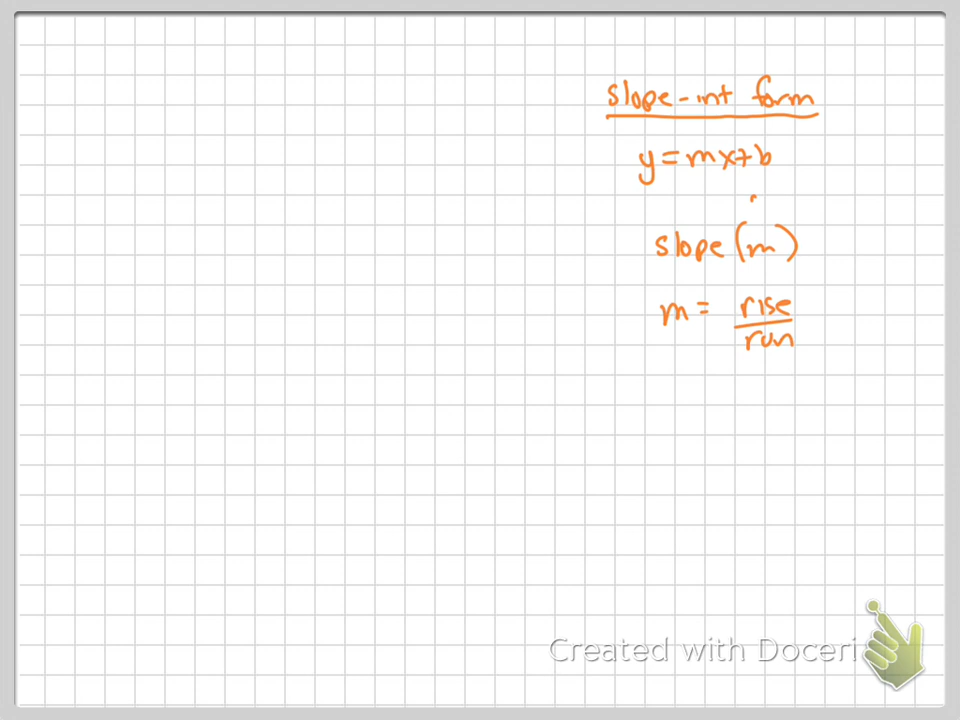 slope-int form
y = mx+b
slope (m)
m = rise
run
Created with Doceri